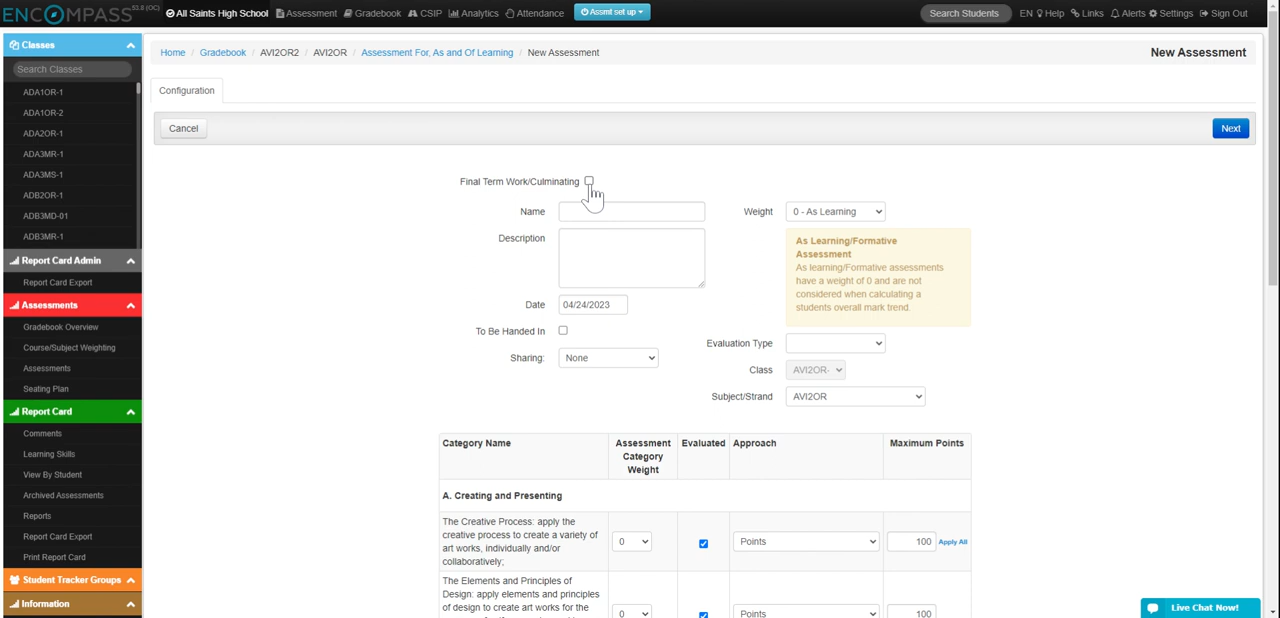 ENCOMPASS 53.8 (OC) All Saints High School Assessment Gradebook CSIP Analytics Attendance Assmt set up Search Students EN Help Links Alerts Settings Sign Out
Classes
Search Classes
ADA1OR-1
ADA1OR-2
ADA2OR-1
ADA3MR-1
ADA3MS-1
ADB2OR-1
ADB3MD-01
ADB3MR-1
Report Card Admin
Report Card Export
Assessments
Gradebook Overview
Course/Subject Weighting
Assessments
Seating Plan
Report Card
Comments
Learning Skills
View By Student
Archived Assessments
Reports
Report Card Export
Print Report Card
Student Tracker Groups
Information
Home / Gradebook / AVI2OR2 / AVI2OR / Assessment For, As and Of Learning / New Assessment
New Assessment
Configuration
Cancel
Next
Final Term Work/Culminating
Name
Description
Date 04/24/2023
To Be Handed In
Sharing: None
Weight 0 - As Learning
As Learning/Formative
Assessment
As learning/Formative assessments
have a weight of 0 and are not
considered when calculating a
students overall mark trend.
Evaluation Type
Class AVI2OR-
Subject/Strand AVI2OR
Category Name
Assessment
Category
Weight
Evaluated
Approach
Maximum Points
A. Creating and Presenting
The Creative Process: apply the
creative process to create a variety of
art works, individually and/or
collaboratively;
0
Points
100 Apply All
The Elements and Principles of
Design: apply elements and principles
of design to create art works for the
0
Points
100
Live Chat Now!